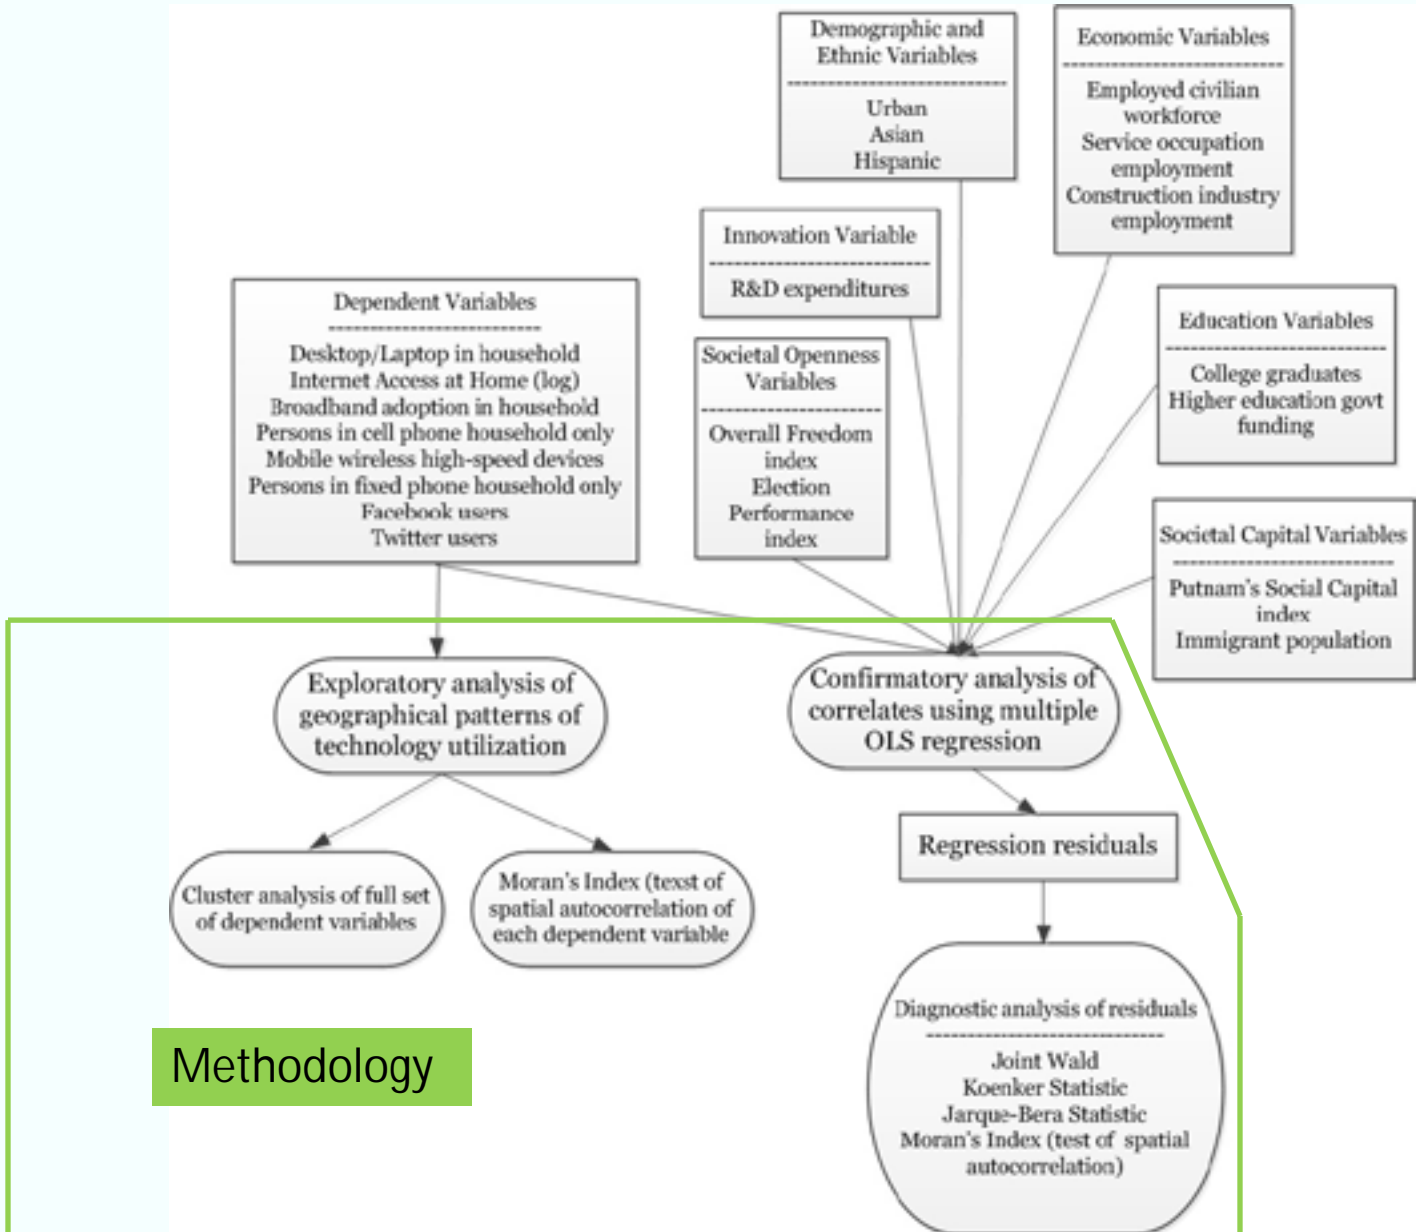 Demographic and
Ethnic Variables
Urban
Asian
Hispanic
Economic Variables
Employed civilian
workforce
Service occupation
employment
Construction industry
employment
Innovation Variable
R&D expenditures
Dependent Variables
Desktop/Laptop in household
Internet Access at Home (log)
Broadband adoption in household
Persons in cell phone household only
Mobile wireless high-speed devices
Persons in fixed phone household only
Facebook users
Twitter users
Societal Openness
Variables
Overall Freedom
index
Election
Performance
index
Education Variables
College graduates
Higher education govt
funding
Societal Capital Variables
Putnam's Social Capital
index
Immigrant population
Exploratory analysis of
geographical patterns of
technology utilization
Confirmatory analysis of
correlates using multiple
OLS regression
Cluster analysis of full set
of dependent variables
Moran's Index (texst of
spatial autocorrelation of
each dependent variable
Regression residuals
Diagnostic analysis of residuals
Joint Wald
Koenker Statistic
Jarque-Bera Statistic
Moran's Index (test of spatial
autocorrelation)
Methodology